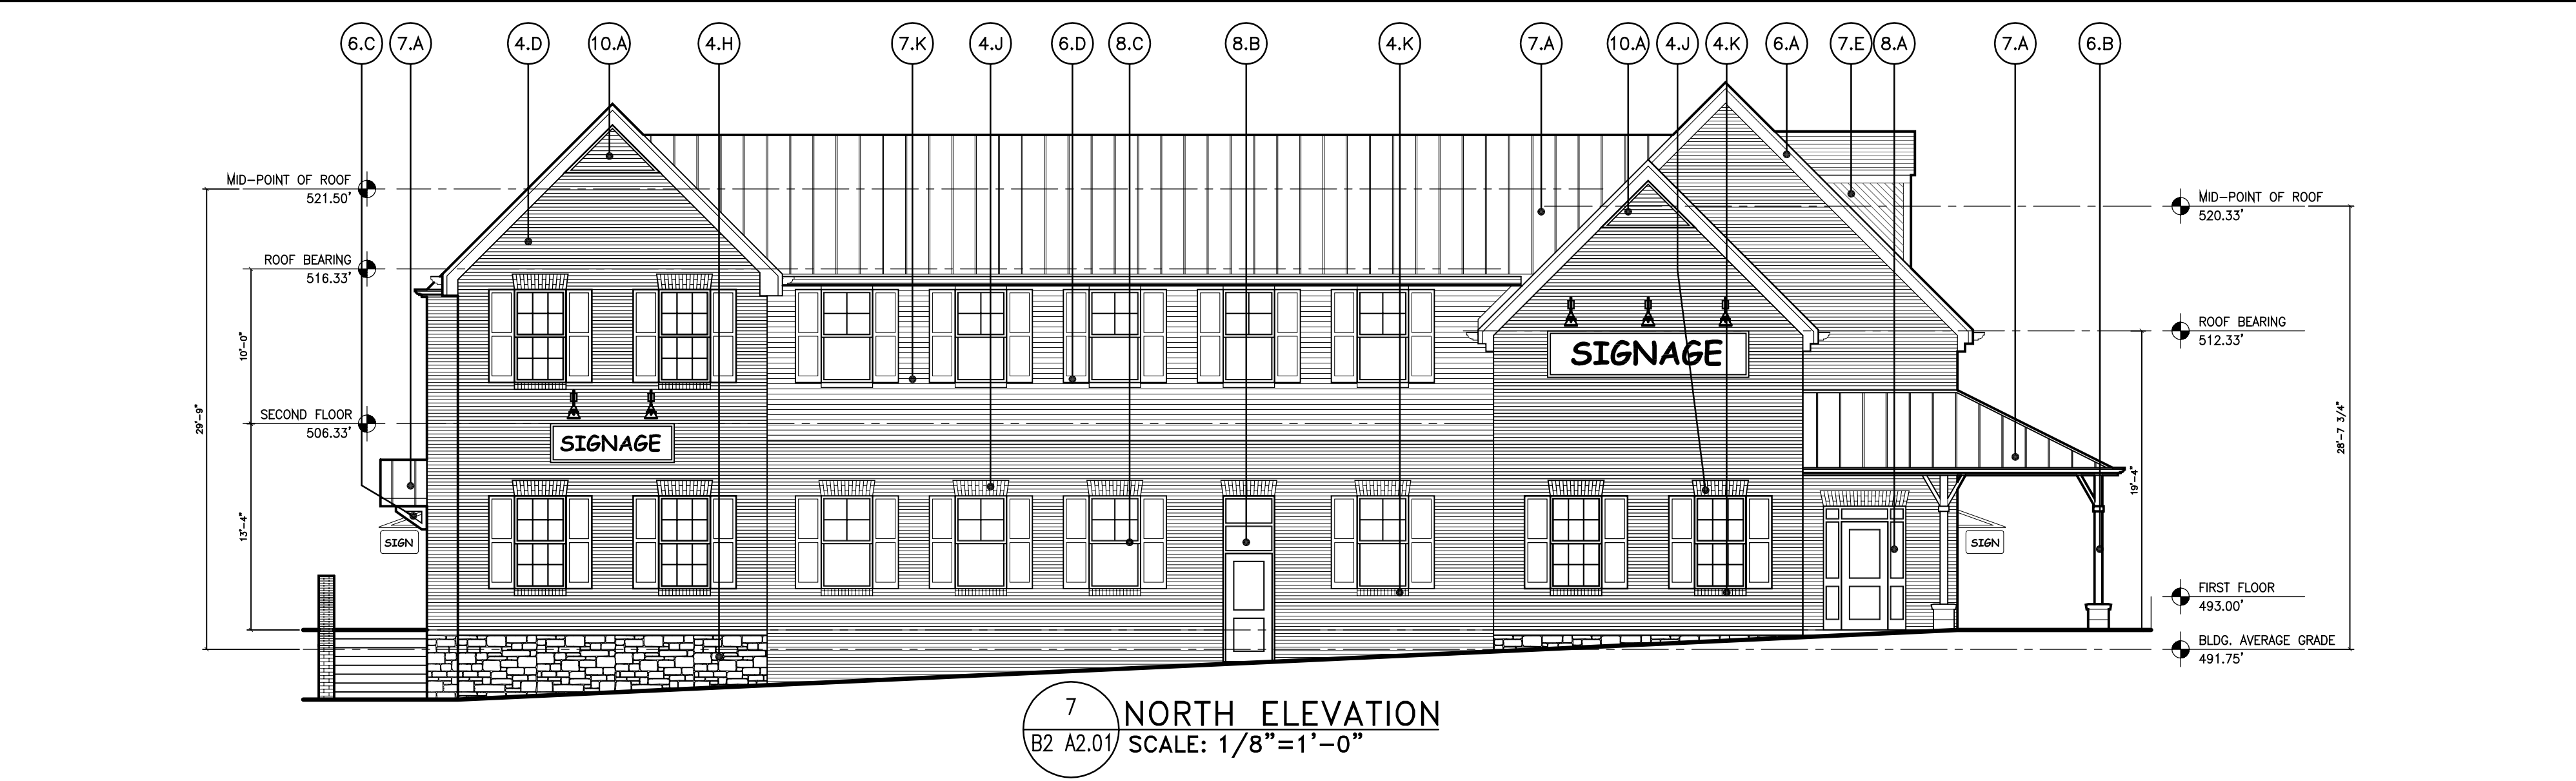 6.C 7.A 4.D 10.A 4.H 7.K 4.J 6.D 8.C 8.B 4.K 7.A 10.A 4.J 4.K 6.A 7.E 8.A 7.A 6.B
MID-POINT OF ROOF
521.50'
ROOF BEARING
516.33'
SECOND FLOOR
506.33'
29'-9"
10'-0"
13'-4"
SIGNAGE
SIGN
SIGNAGE
SIGN
MID-POINT OF ROOF
520.33'
ROOF BEARING
512.33'
FIRST FLOOR
493.00'
BLDG. AVERAGE GRADE
491.75'
19'-4"
28'-7 3/4"
7
B2 A2.01
NORTH ELEVATION
SCALE: 1/8"=1'-0"